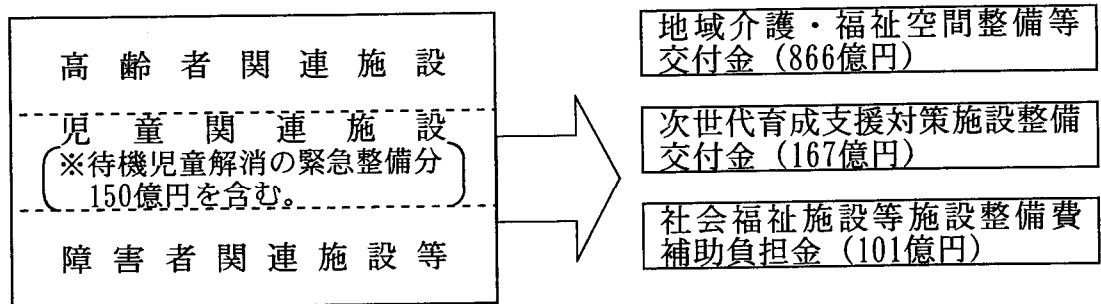 高齢者関連施設
児童関連施設
※待機児童解消の緊急整備分
150億円を含む。
障害者関連施設等
地域介護・福祉空間整備等
交付金（866億円）
次世代育成支援対策施設整備
交付金（167億円）
社会福祉施設等施設整備費
補助負担金（101億円）